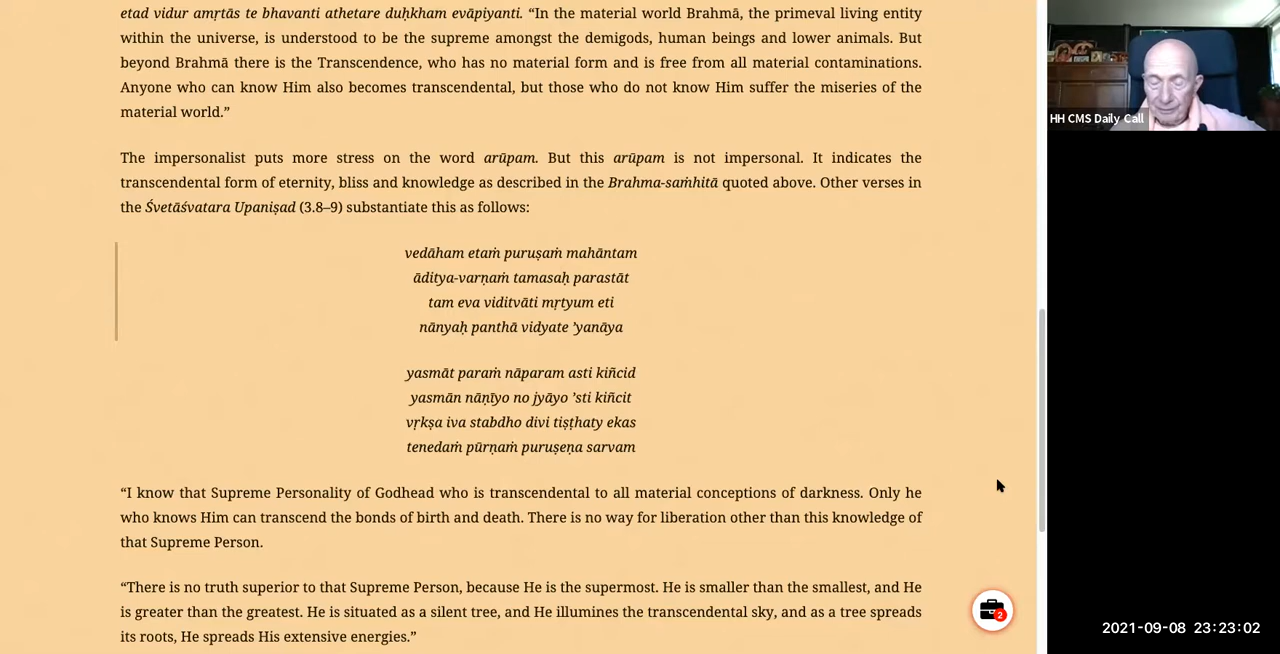 etad vidur amṛtās te bhavanti athetare duḥkham evāpiyanti. “In the material world Brahmā, the primeval living entity
within the universe, is understood to be the supreme amongst the demigods, human beings and lower animals. But
beyond Brahmā there is the Transcendence, who has no material form and is free from all material contaminations.
Anyone who can know Him also becomes transcendental, but those who do not know Him suffer the miseries of the
material world.”
The impersonalist puts more stress on the word arūpam. But this arūpam is not impersonal. It indicates the
transcendental form of eternity, bliss and knowledge as described in the Brahma-saṁhitā quoted above. Other verses in
the Śvetāśvatara Upaniṣad (3.8–9) substantiate this as follows:
vedāham etaṁ puruṣaṁ mahāntam
āditya-varṇaṁ tamasaḥ parastāt
tam eva viditvāti mṛtyum eti
nānyaḥ panthā vidyate ’yanāya
yasmāt paraṁ nāparam asti kiñcid
yasmān nāṇīyo no jyāyo ’sti kiñcit
vṛkṣa iva stabdho divi tiṣṭhaty ekas
tenedaṁ pūrṇaṁ puruṣeṇa sarvam
“I know that Supreme Personality of Godhead who is transcendental to all material conceptions of darkness. Only he
who knows Him can transcend the bonds of birth and death. There is no way for liberation other than this knowledge of
that Supreme Person.
“There is no truth superior to that Supreme Person, because He is the supermost. He is smaller than the smallest, and He
is greater than the greatest. He is situated as a silent tree, and He illumines the transcendental sky, and as a tree spreads
its roots, He spreads His extensive energies.”
2
HH CMS Daily Call
2021-09-08 23:23:02